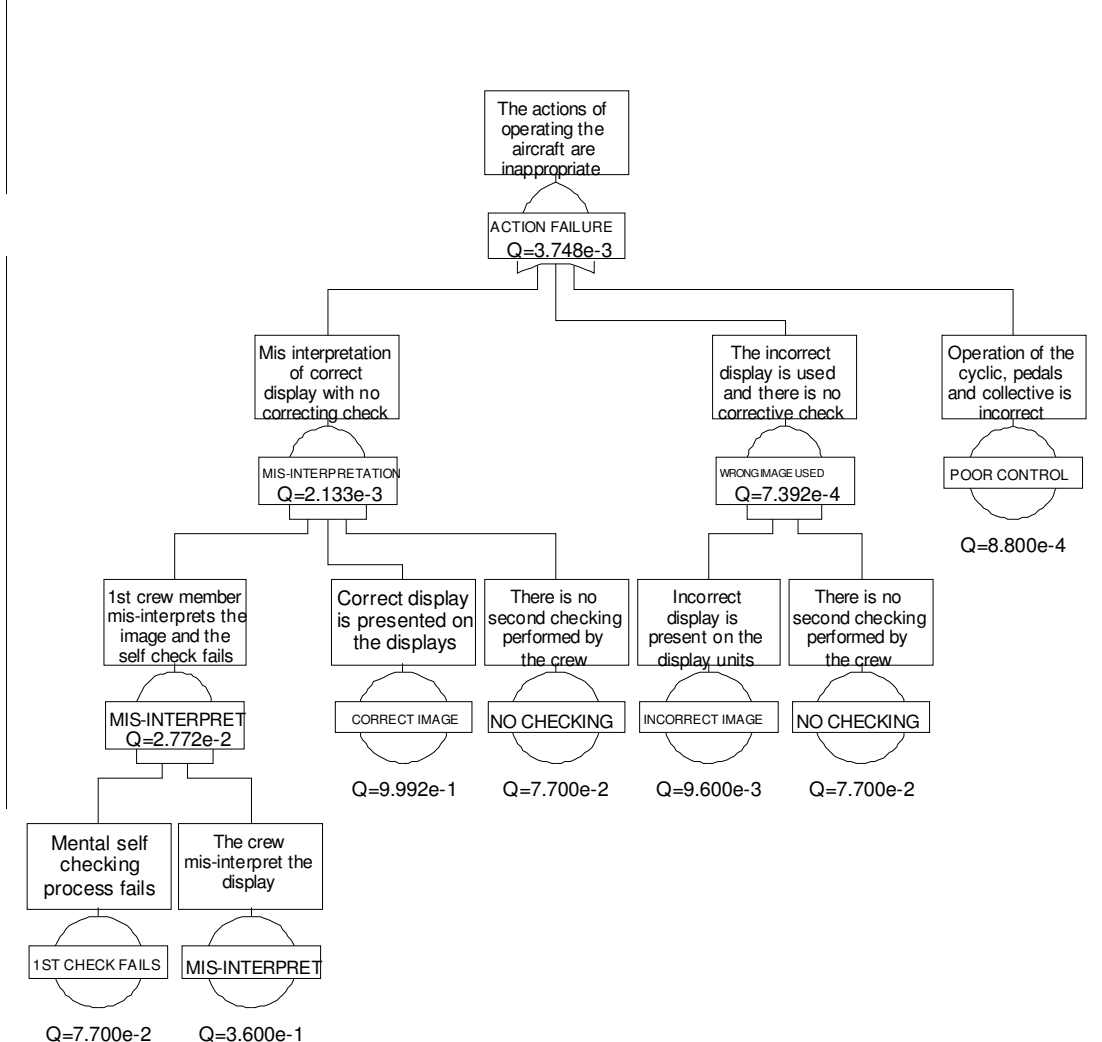 The actions of
operating the
aircraft are
inappropriate
ACTION FAILURE
Q=3.748e-3
Mis interpretation
of correct
display with no
correcting check
MIS-INTERPRETATION
Q=2.133e-3
The incorrect
display is used
and there is no
corrective check
WRONG IMAGE USED
Q=7.392e-4
Operation of the
cyclic, pedals
and collective is
incorrect
POOR CONTROL
Q=8.800e-4
1st crew member
mis-interprets the
image and the
self check fails
MIS-INTERPRET
Q=2.772e-2
Correct display
is presented on
the displays
CORRECT IMAGE
Q=9.992e-1
There is no
second checking
performed by
the crew
NO CHECKING
Q=7.700e-2
Incorrect
display is
present on the
display units
INCORRECT IMAGE
Q=9.600e-3
There is no
second checking
performed by
the crew
NO CHECKING
Q=7.700e-2
Mental self
checking
process fails
1ST CHECK FAILS
Q=7.700e-2
The crew
mis-interpret the
display
MIS-INTERPRET
Q=3.600e-1